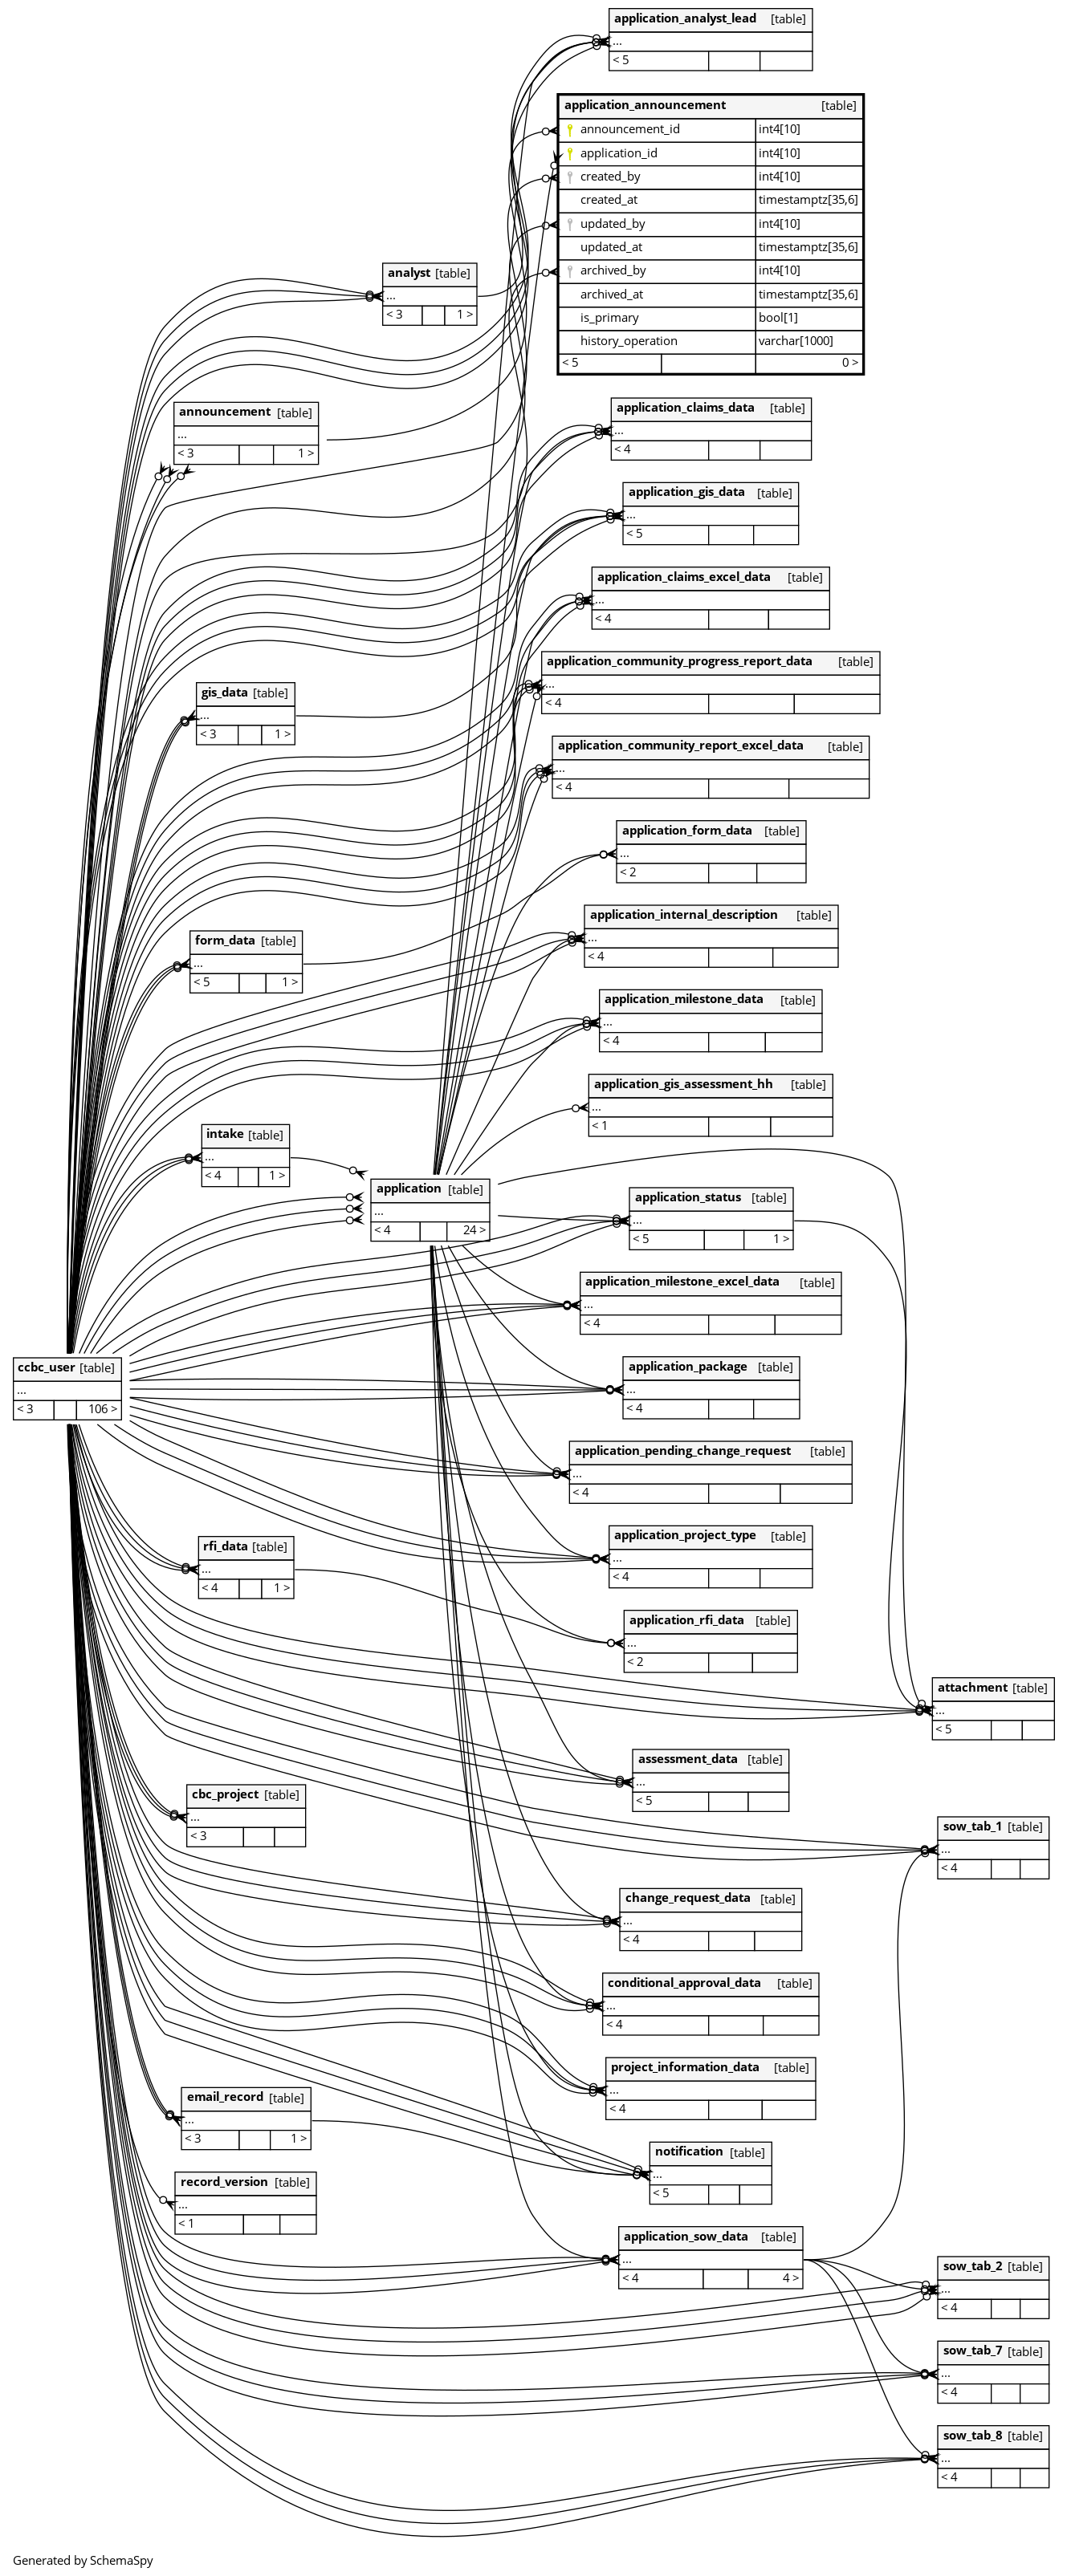 application_analyst_lead [table]
...
< 5
application_announcement [table]
announcement_id int4[10]
application_id int4[10]
created_by int4[10]
created_at timestamptz[35,6]
updated_by int4[10]
updated_at timestamptz[35,6]
archived_by int4[10]
archived_at timestamptz[35,6]
is_primary bool[1]
history_operation varchar[1000]
< 5 0 >
analyst [table]
...
< 3 1 >
announcement [table]
...
< 3 1 >
application_claims_data [table]
...
< 4
application_gis_data [table]
...
< 5
application_claims_excel_data [table]
...
< 4
application_community_progress_report_data [table]
...
< 4
gis_data [table]
...
< 3 1 >
application_community_report_excel_data [table]
...
< 4
application_form_data [table]
...
< 2
application_internal_description [table]
...
< 4
form_data [table]
...
< 5 1 >
application_milestone_data [table]
...
< 4
application_gis_assessment_hh [table]
...
< 1
intake [table]
...
< 4 1 >
application [table]
...
< 4 24 >
application_status [table]
...
< 5 1 >
application_milestone_excel_data [table]
...
< 4
ccbc_user [table]
...
< 3 106 >
application_package [table]
...
< 4
application_pending_change_request [table]
...
< 4
application_project_type [table]
...
< 4
rfi_data [table]
...
< 4 1 >
application_rfi_data [table]
...
< 2
attachment [table]
...
< 5
assessment_data [table]
...
< 5
cbc_project [table]
...
< 3
sow_tab_1 [table]
...
< 4
change_request_data [table]
...
< 4
conditional_approval_data [table]
...
< 4
project_information_data [table]
...
< 4
email_record [table]
...
< 3 1 >
notification [table]
...
< 5
record_version [table]
...
< 1
application_sow_data [table]
...
< 4 4 >
sow_tab_2 [table]
...
< 4
sow_tab_7 [table]
...
< 4
sow_tab_8 [table]
...
< 4
Generated by SchemaSpy